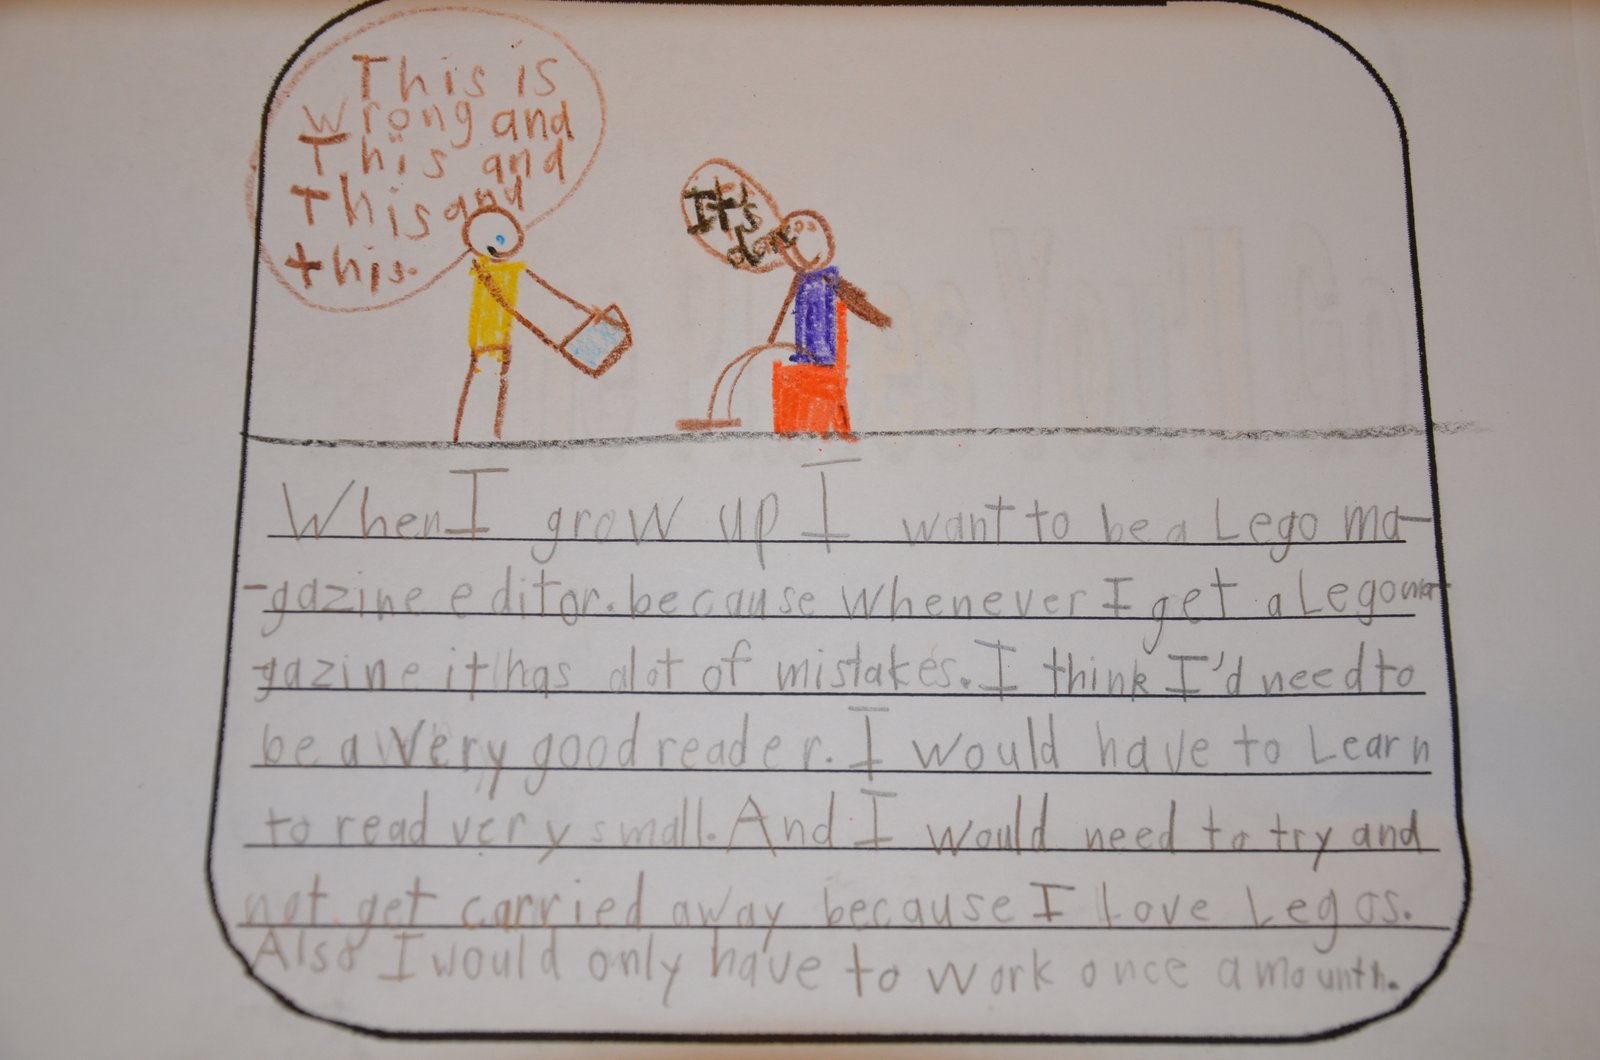 This is
wrong and
This and
This and
this.
It's
done
When I grow up I want to be a Lego ma-
-gazine editor. because whenever I get a Lego ma-
-gazine it has alot of mistakes. I think I'd need to
be a very good reader. I would have to Learn
to read very small. And I would need to try and
not get carried away because I love Legos.
Also I would only have to work once a mounth.